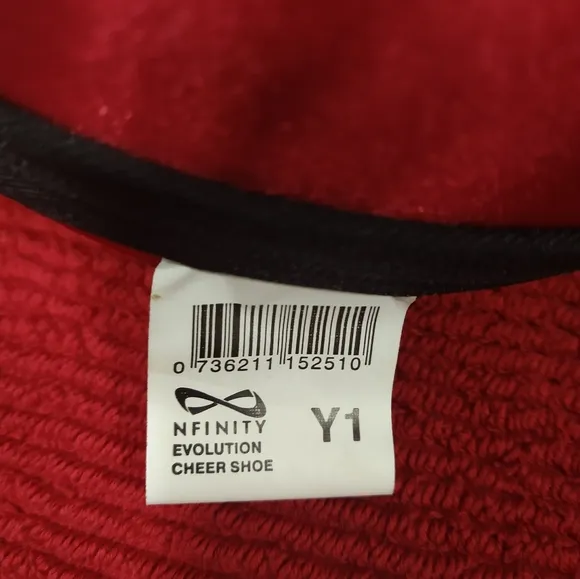 0 736211 152510
NFINITY
EVOLUTION
CHEER SHOE
Y1